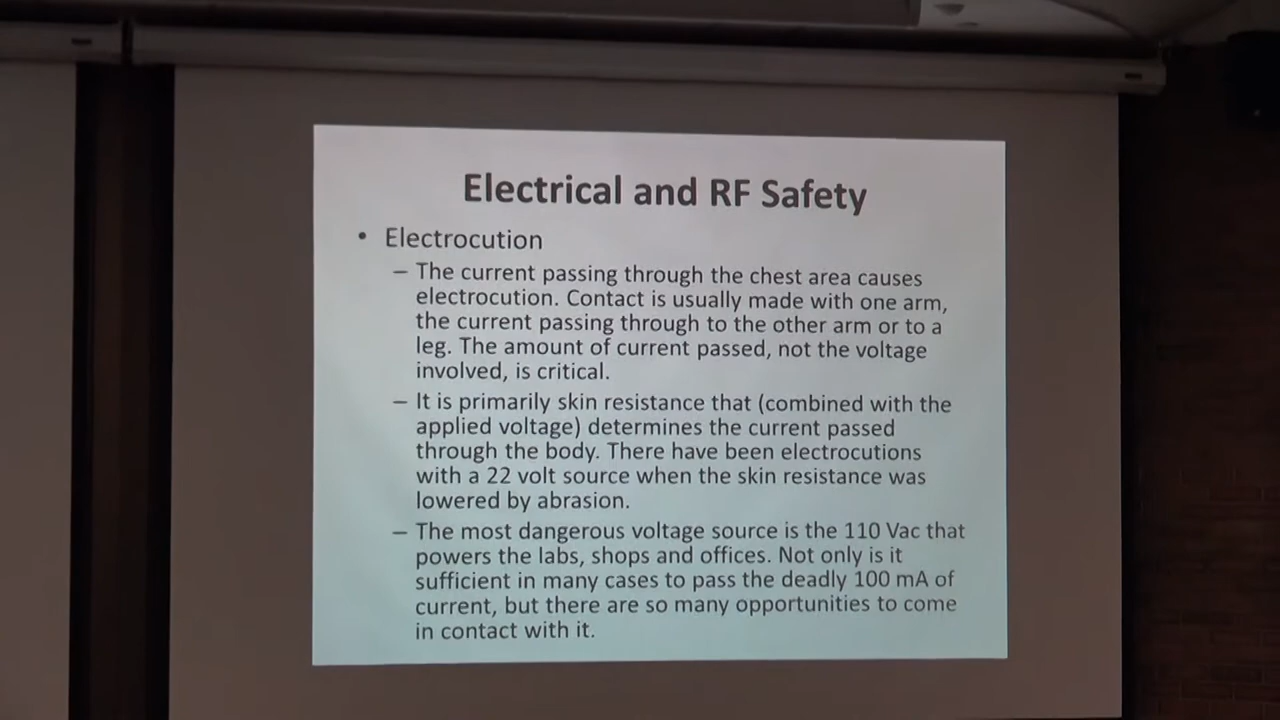 Electrical and RF Safety
• Electrocution
– The current passing through the chest area causes
electrocution. Contact is usually made with one arm,
the current passing through to the other arm or to a
leg. The amount of current passed, not the voltage
involved, is critical.
– It is primarily skin resistance that (combined with the
applied voltage) determines the current passed
through the body. There have been electrocutions
with a 22 volt source when the skin resistance was
lowered by abrasion.
– The most dangerous voltage source is the 110 Vac that
powers the labs, shops and offices. Not only is it
sufficient in many cases to pass the deadly 100 mA of
current, but there are so many opportunities to come
in contact with it.